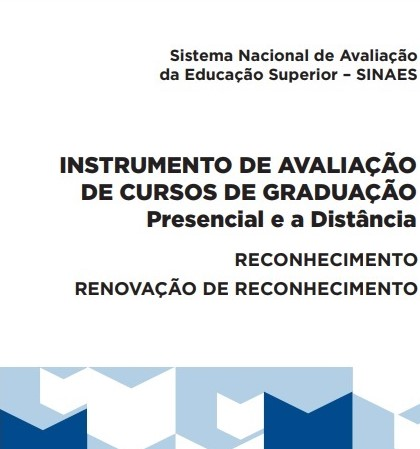 Sistema Nacional de Avaliação
da Educação Superior – SINAES
INSTRUMENTO DE AVALIAÇÃO
DE CURSOS DE GRADUAÇÃO
Presencial e a Distância
RECONHECIMENTO
RENOVAÇÃO DE RECONHECIMENTO